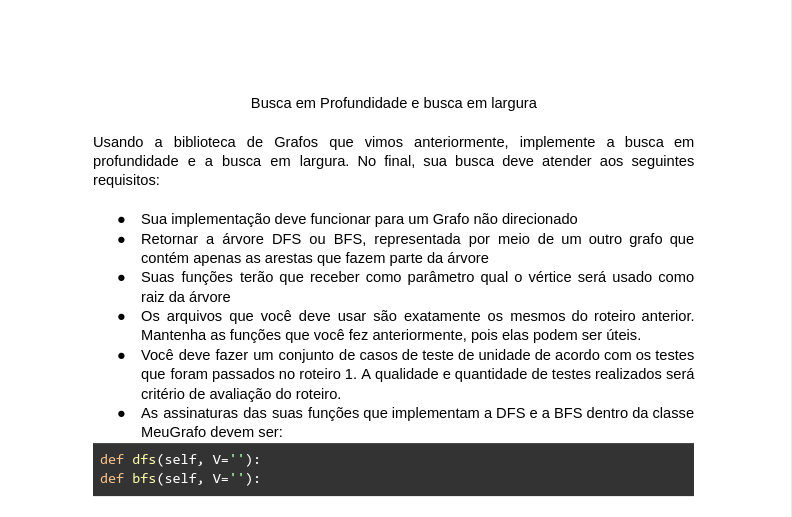 Busca em Profundidade e busca em largura
Usando a biblioteca de Grafos que vimos anteriormente, implemente a busca em
profundidade e a busca em largura. No final, sua busca deve atender aos seguintes
requisitos:
● Sua implementação deve funcionar para um Grafo não direcionado
● Retornar a árvore DFS ou BFS, representada por meio de um outro grafo que
contém apenas as arestas que fazem parte da árvore
● Suas funções terão que receber como parâmetro qual o vértice será usado como
raiz da árvore
● Os arquivos que você deve usar são exatamente os mesmos do roteiro anterior.
Mantenha as funções que você fez anteriormente, pois elas podem ser úteis.
● Você deve fazer um conjunto de casos de teste de unidade de acordo com os testes
que foram passados no roteiro 1. A qualidade e quantidade de testes realizados será
critério de avaliação do roteiro.
● As assinaturas das suas funções que implementam a DFS e a BFS dentro da classe
MeuGrafo devem ser:
def dfs(self, V=''):
def bfs(self, V=''):